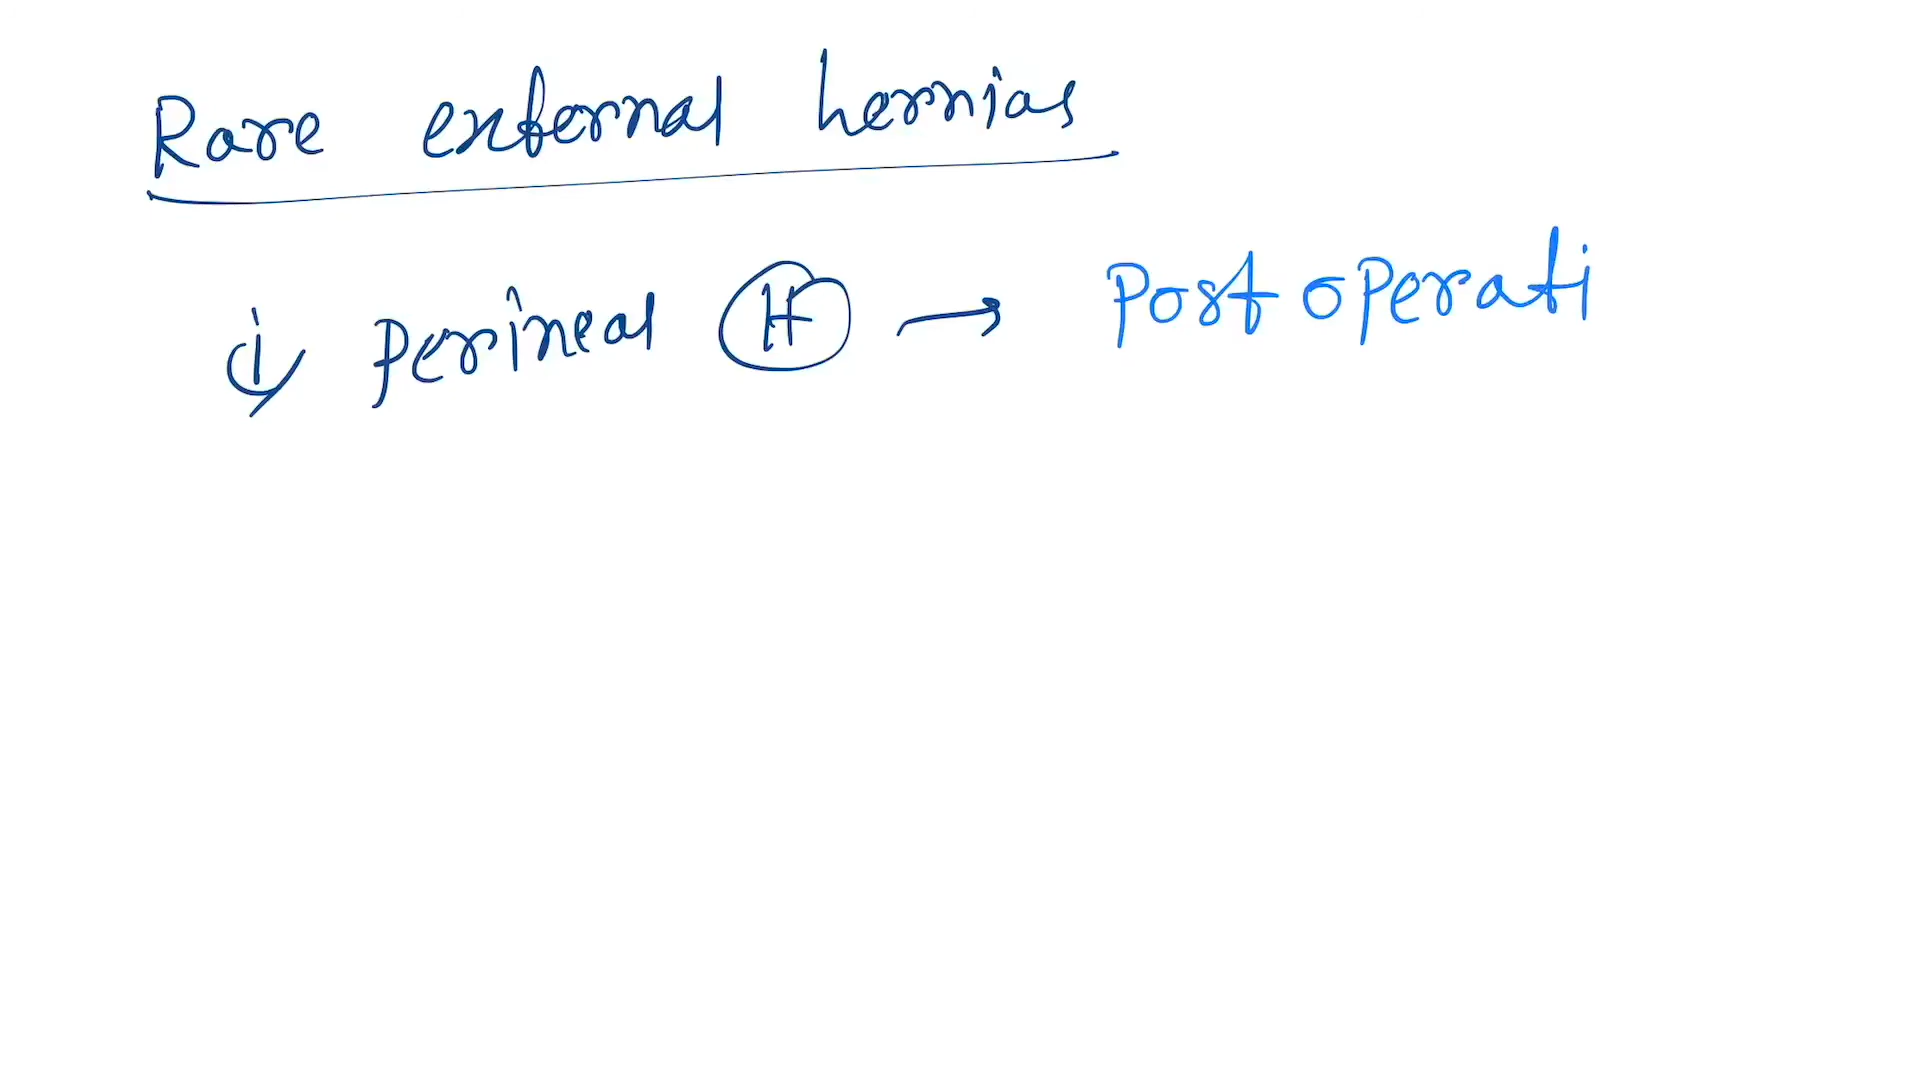 Rare external hernias
i, Perineal H → Post operati